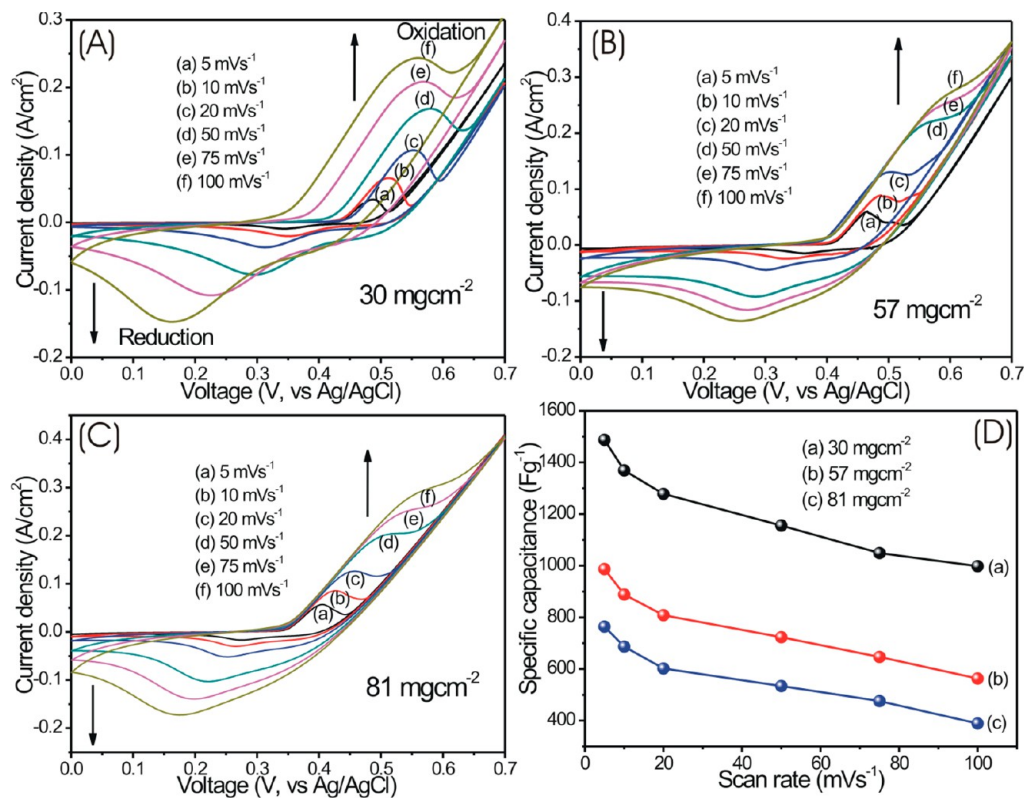 (A)
Oxidation
(a) 5 mVs⁻¹
(b) 10 mVs⁻¹
(c) 20 mVs⁻¹
(d) 50 mVs⁻¹
(e) 75 mVs⁻¹
(f) 100 mVs⁻¹
(f)
(e)
(d)
(c)
(b)
(a)
30 mgcm⁻²
Reduction
0.3
0.2
0.1
0.0
-0.1
-0.2
Current density (A/cm²)
0.0 0.1 0.2 0.3 0.4 0.5 0.6 0.7
Voltage (V, vs Ag/AgCl)
(B)
(a) 5 mVs⁻¹
(b) 10 mVs⁻¹
(c) 20 mVs⁻¹
(d) 50 mVs⁻¹
(e) 75 mVs⁻¹
(f) 100 mVs⁻¹
(f)
(e)
(d)
(c)
(b)
(a)
57 mgcm⁻²
0.4
0.3
0.2
0.1
0.0
-0.1
-0.2
Current density (A/cm²)
0.0 0.1 0.2 0.3 0.4 0.5 0.6 0.7
Voltage (V, vs Ag/AgCl)
(C)
(a) 5 mVs⁻¹
(b) 10 mVs⁻¹
(c) 20 mVs⁻¹
(d) 50 mVs⁻¹
(e) 75 mVs⁻¹
(f) 100 mVs⁻¹
(f)
(e)
(d)
(c)
(b)
(a)
81 mgcm⁻²
0.4
0.3
0.2
0.1
0.0
-0.1
-0.2
Current density (A/cm²)
0.0 0.1 0.2 0.3 0.4 0.5 0.6 0.7
Voltage (V, vs Ag/AgCl)
(D)
(a) 30 mgcm⁻²
(b) 57 mgcm⁻²
(c) 81 mgcm⁻²
(a)
(b)
(c)
1600
1400
1200
1000
800
600
400
Specific capacitance (Fg⁻¹)
0 20 40 60 80 100
Scan rate (mVs⁻¹)